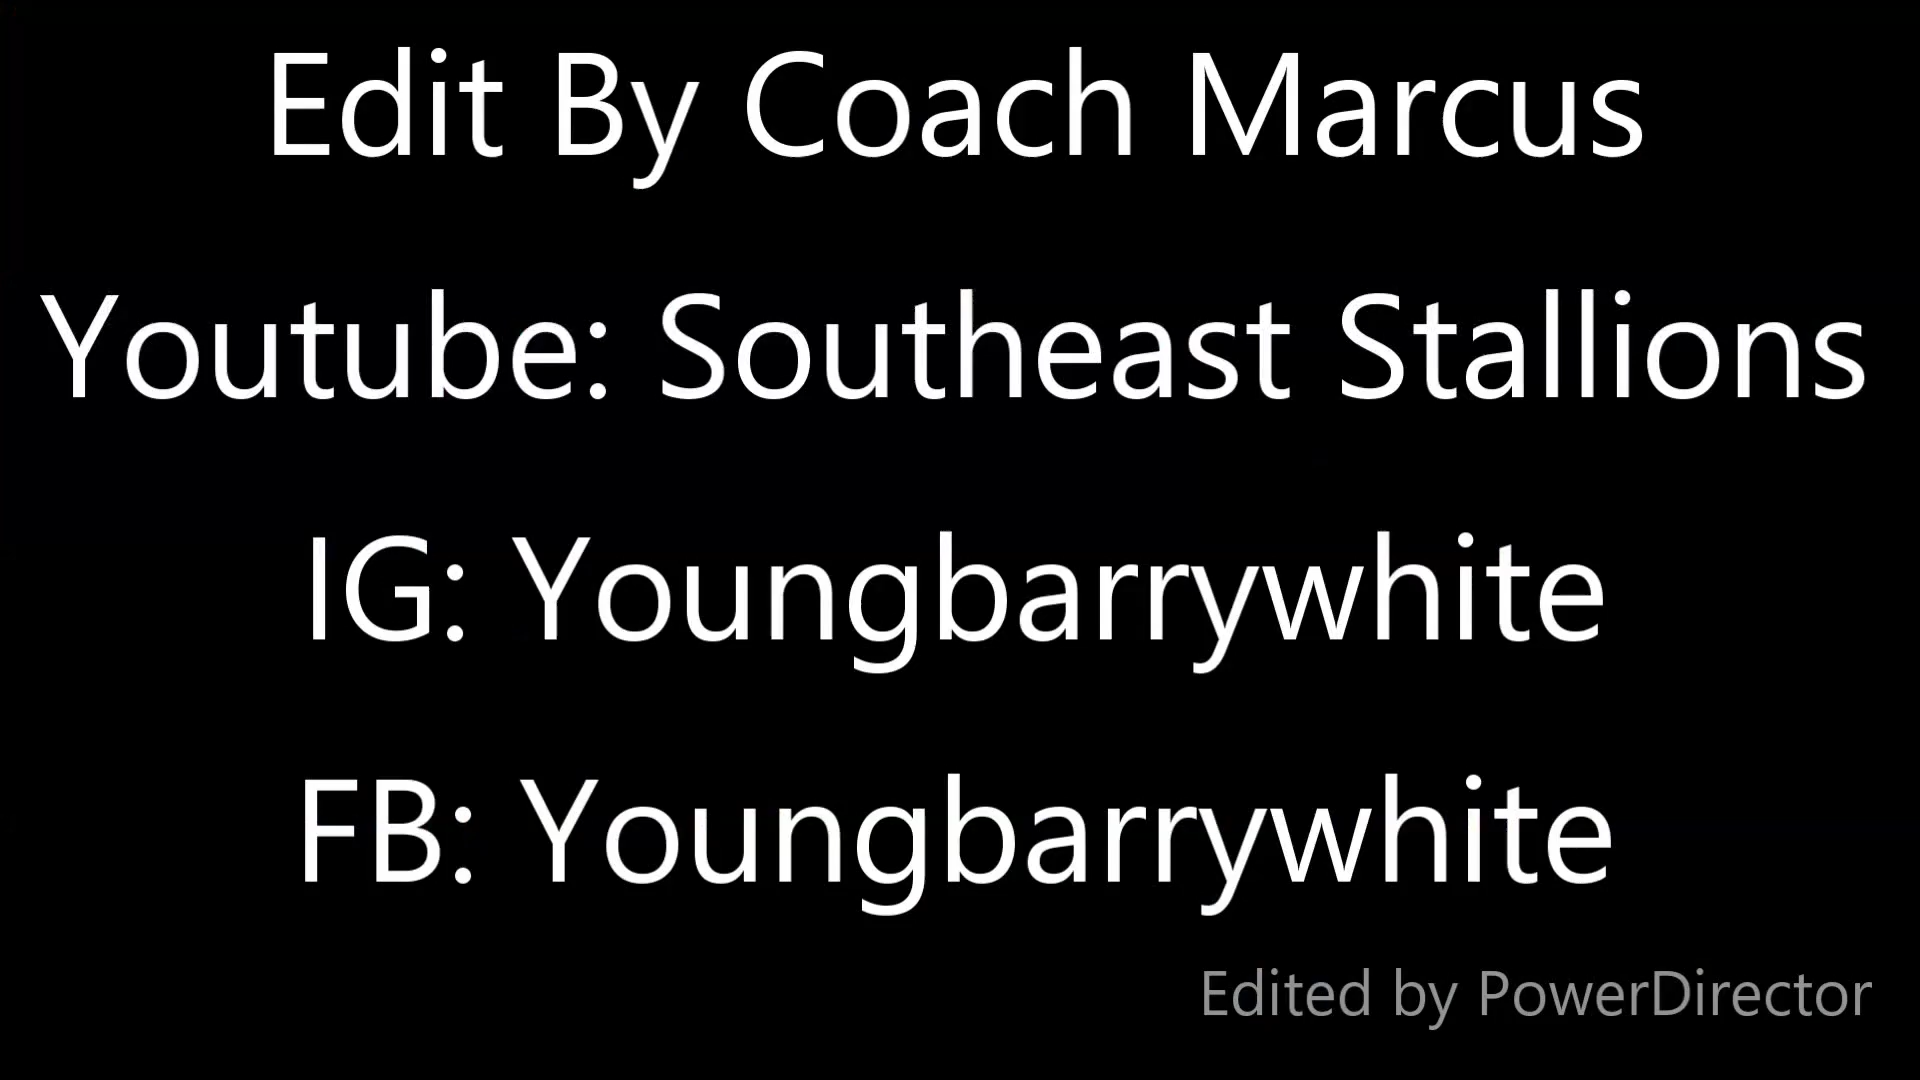 Edit By Coach Marcus
Youtube: Southeast Stallions
IG: Youngbarrywhite
FB: Youngbarrywhite
Edited by PowerDirector